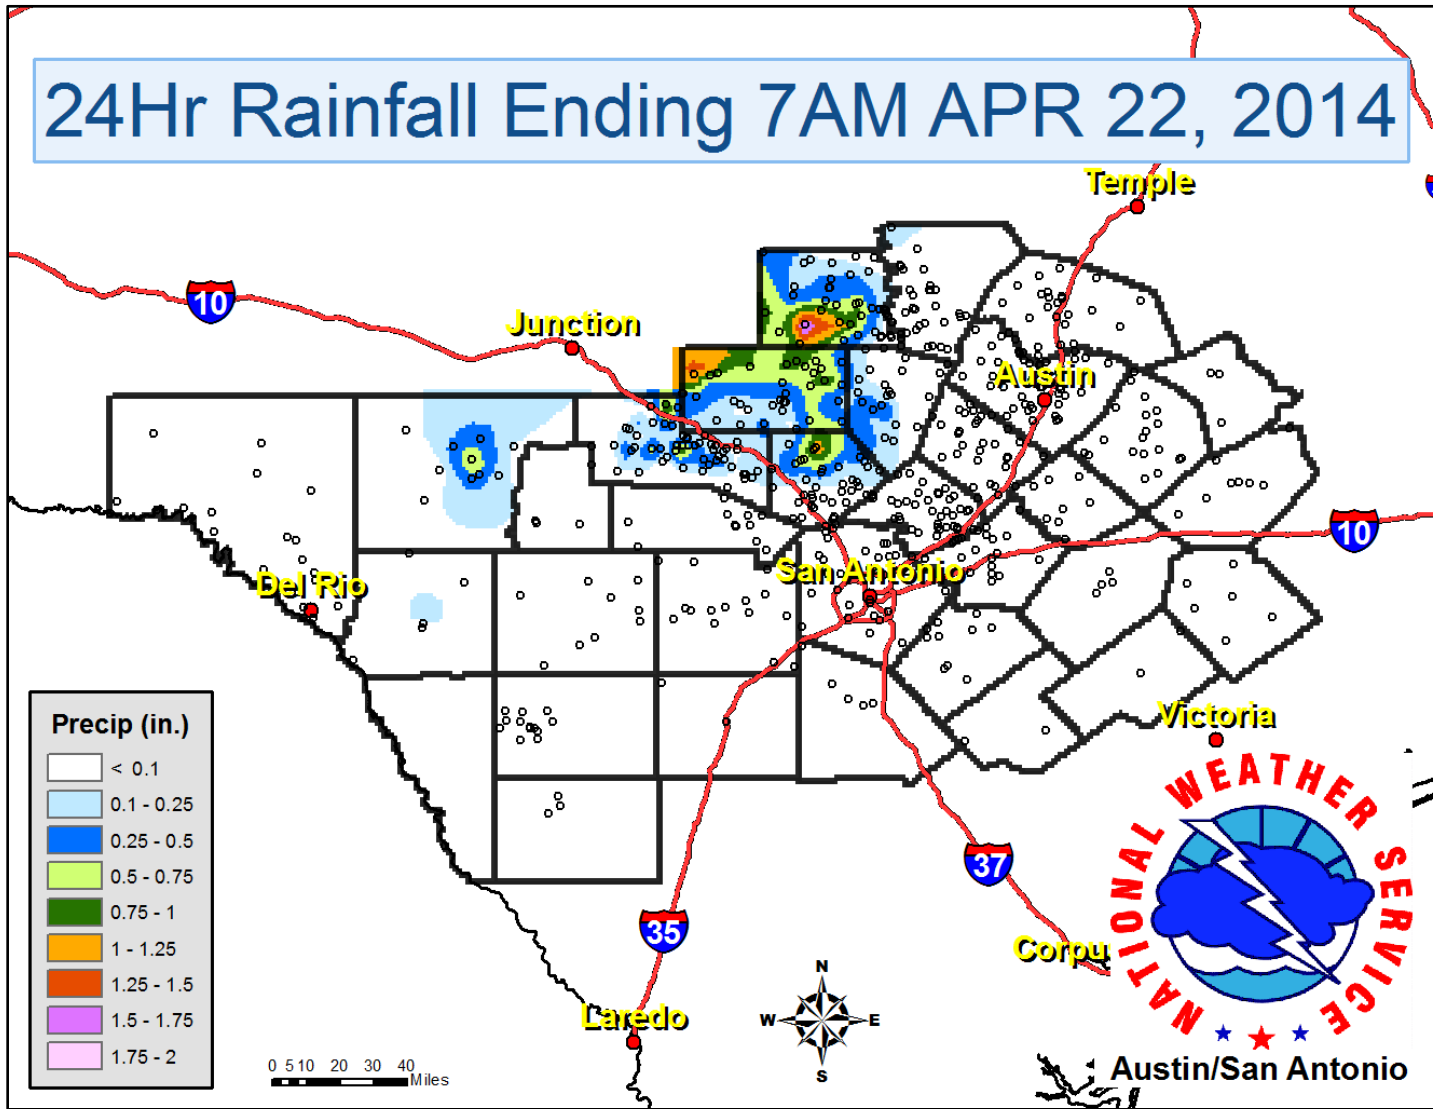 24Hr Rainfall Ending 7AM APR 22, 2014
Temple
10
Junction
Austin
10
San Antonio
Del Rio
Precip (in.)
< 0.1
0.1 - 0.25
0.25 - 0.5
0.5 - 0.75
0.75 - 1
1 - 1.25
1.25 - 1.5
1.5 - 1.75
1.75 - 2
Victoria
NATIONAL WEATHER SERVICE
37
35
Corpu
Laredo
N
W E
S
0 5 10 20 30 40
Miles
Austin/San Antonio